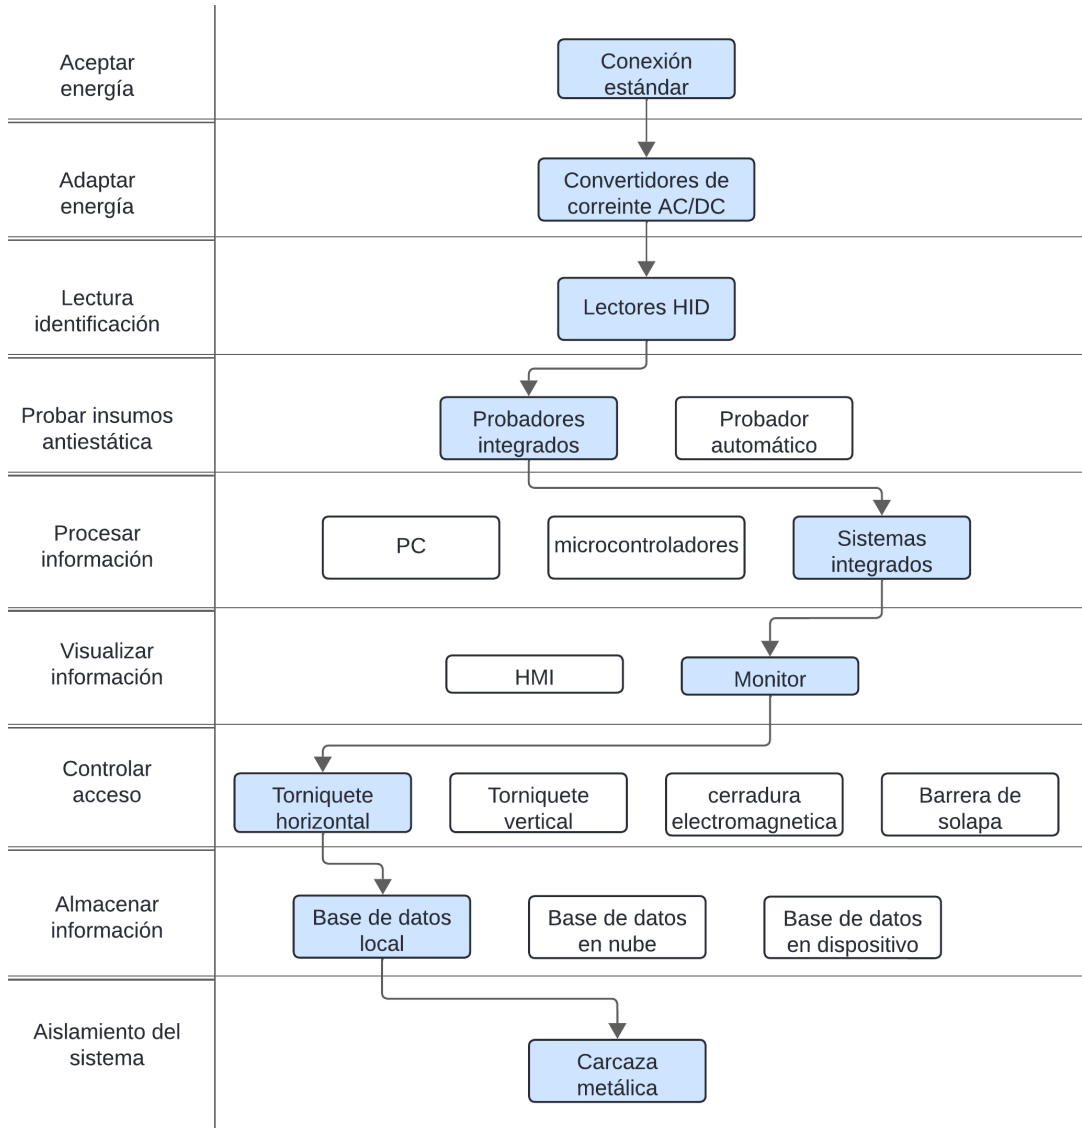 Aceptar
energía
Conexión
estándar
Adaptar
energía
Convertidores de
correinte AC/DC
Lectura
identificación
Lectores HID
Probar insumos
antiestática
Probadores
integrados
Probador
automático
Procesar
información
PC
microcontroladores
Sistemas
integrados
Visualizar
información
HMI
Monitor
Controlar
acceso
Torniquete
horizontal
Torniquete
vertical
cerradura
electromagnetica
Barrera de
solapa
Almacenar
información
Base de datos
local
Base de datos
en nube
Base de datos
en dispositivo
Aislamiento del
sistema
Carcaza
metálica